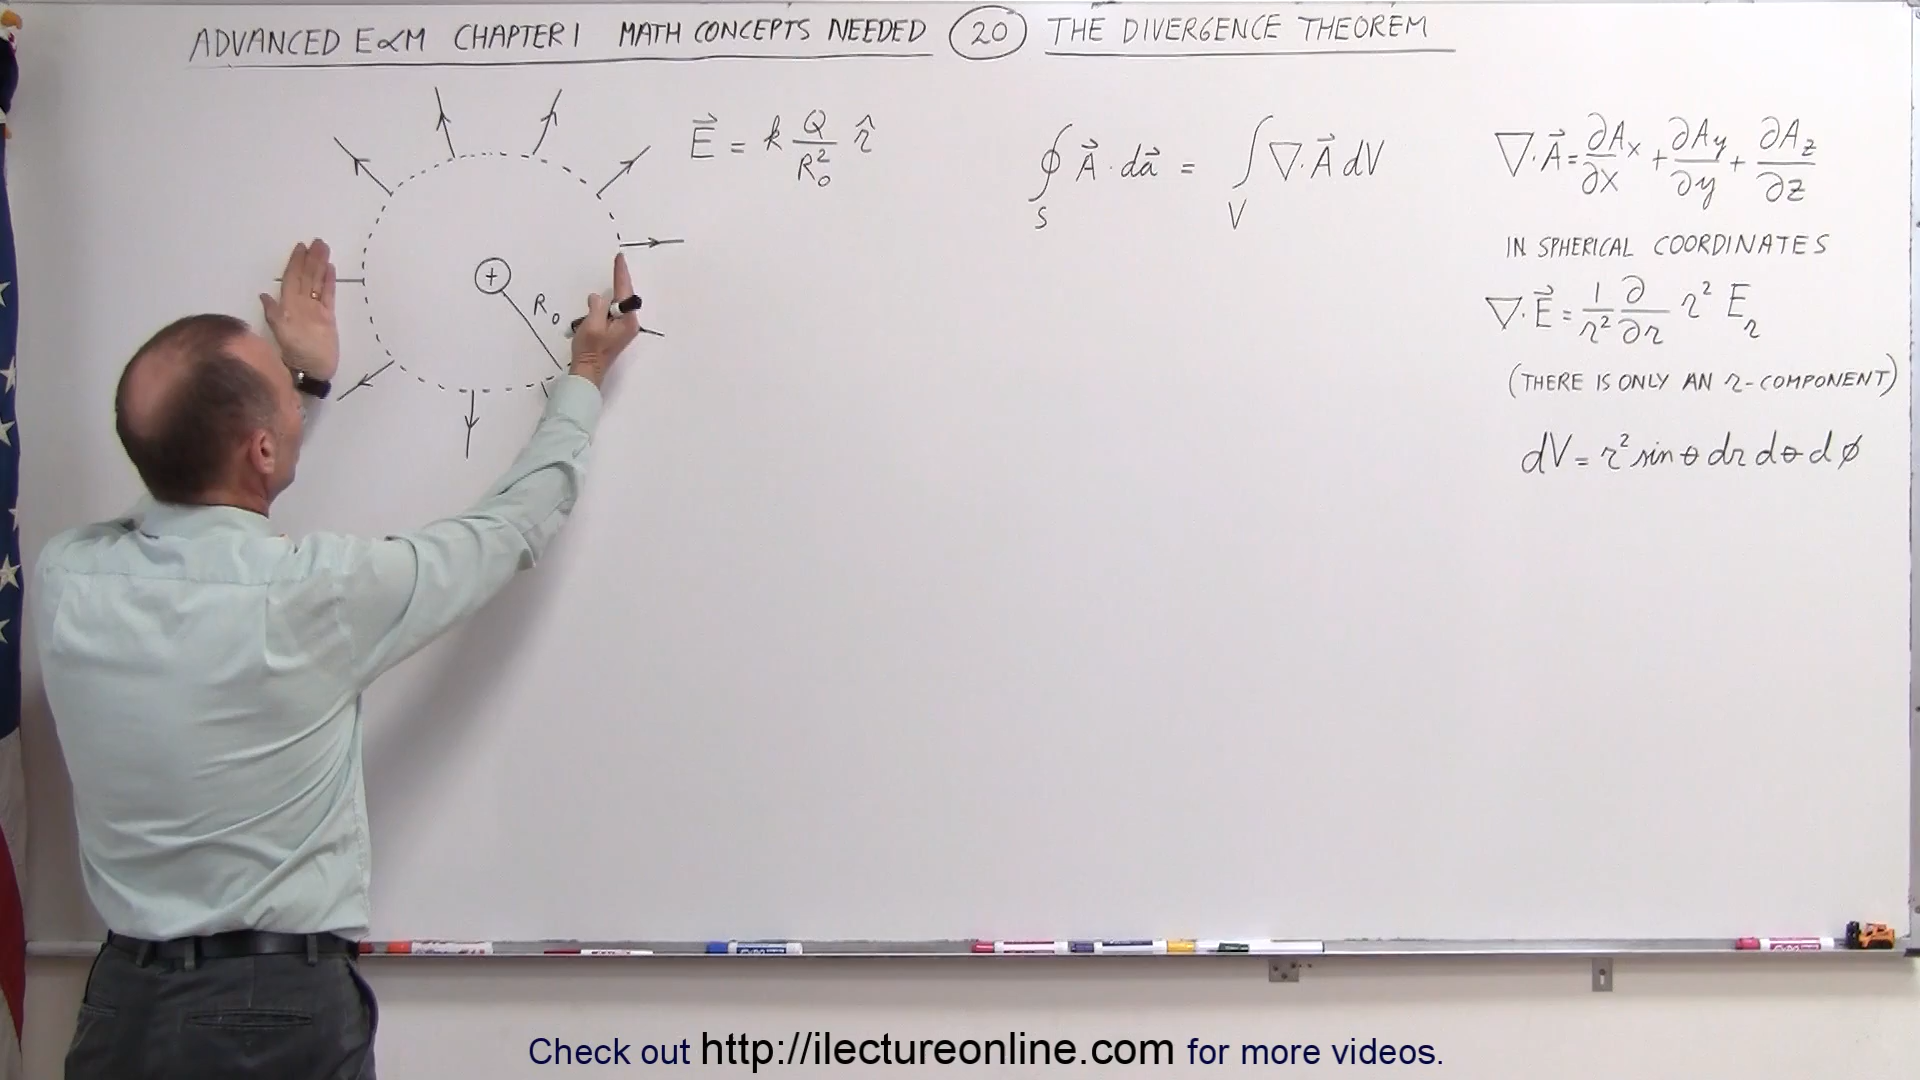 ADVANCED E&M CHAPTER 1 MATH CONCEPTS NEEDED 20 THE DIVERGENCE THEOREM
+
R₀
E⃗ = k Q/R₀² r̂
∮_S A⃗ · da⃗ = ∫_V ∇·A⃗ dV
∇·A⃗ = ∂Aₓ/∂x + ∂A_y/∂y + ∂A_z/∂z
IN SPHERICAL COORDINATES
∇·E⃗ = 1/r² ∂/∂r r² E_r
(THERE IS ONLY AN r-COMPONENT)
dV = r² sin θ dr dθ dφ
Check out http://ilectureonline.com for more videos.